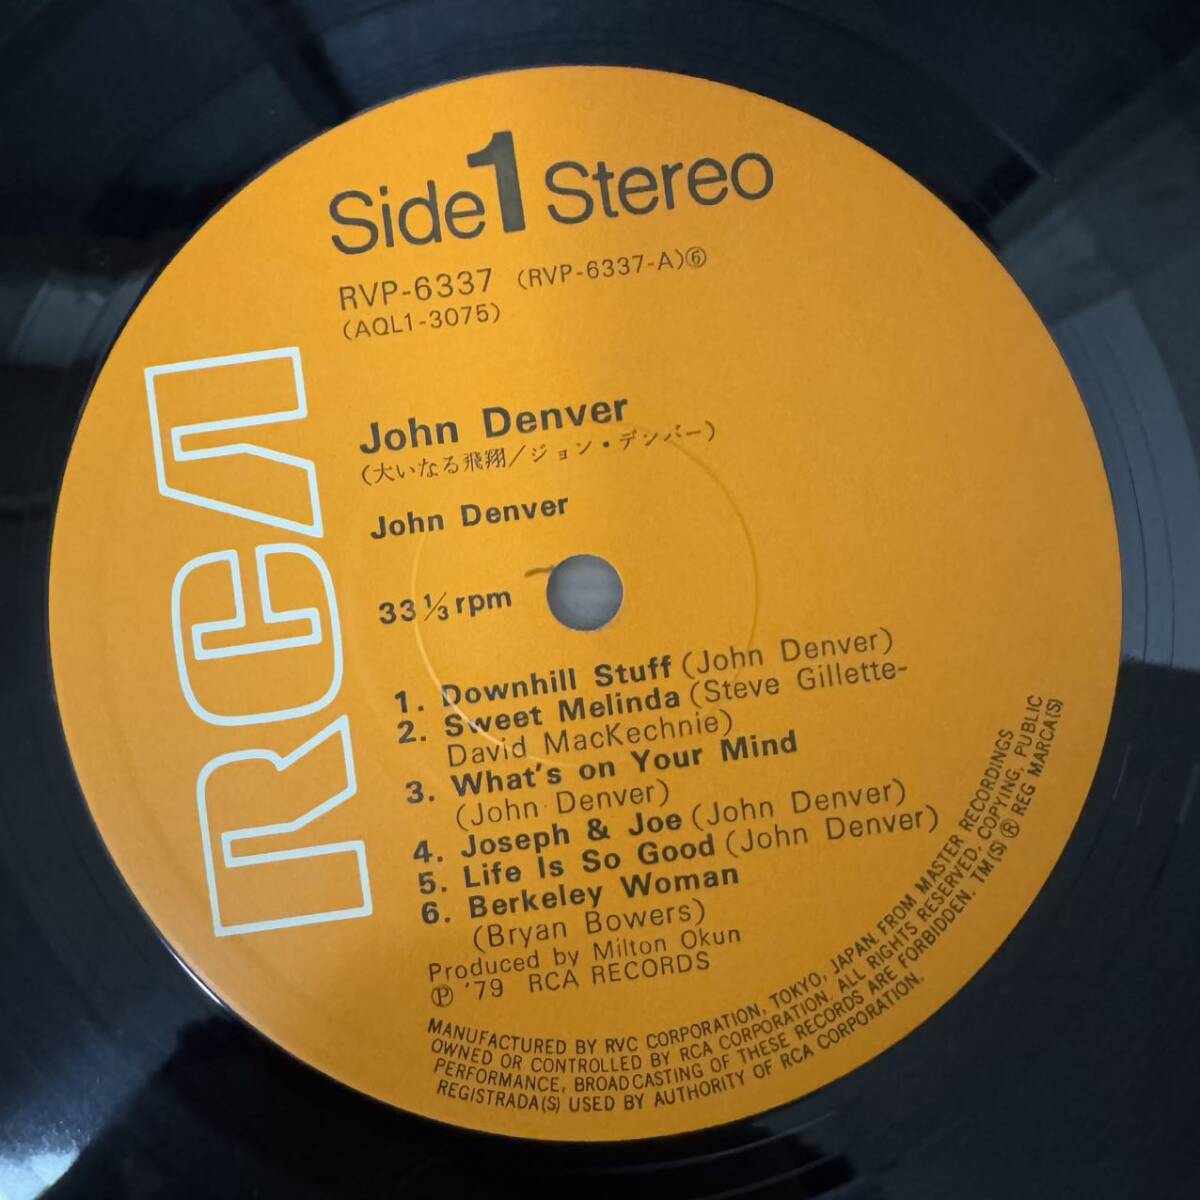 Side 1 Stereo
RVP-6337 (RVP-6337-A)⑥
(AQL1-3075)
RCA
John Denver
(大いなる飛翔/ジョン・デンバー)
John Denver
33 1/3 rpm
1. Downhill Stuff (John Denver)
2. Sweet Melinda (Steve Gillette-
David MacKechnie)
3. What's on Your Mind
(John Denver)
4. Joseph & Joe (John Denver)
5. Life Is So Good (John Denver)
6. Berkeley Woman
(Bryan Bowers)
Produced by Milton Okun
Ⓟ '79 RCA RECORDS
MANUFACTURED BY RVC CORPORATION, TOKYO, JAPAN. FROM MASTER RECORDINGS
OWNED OR CONTROLLED BY RCA CORPORATION. ALL RIGHTS RESERVED, COPYING, PUBLIC
PERFORMANCE, BROADCASTING OF THESE RECORDS ARE FORBIDDEN. TM(S) ® REG MARCA(S)
REGISTRADA(S) USED BY AUTHORITY OF RCA CORPORATION.